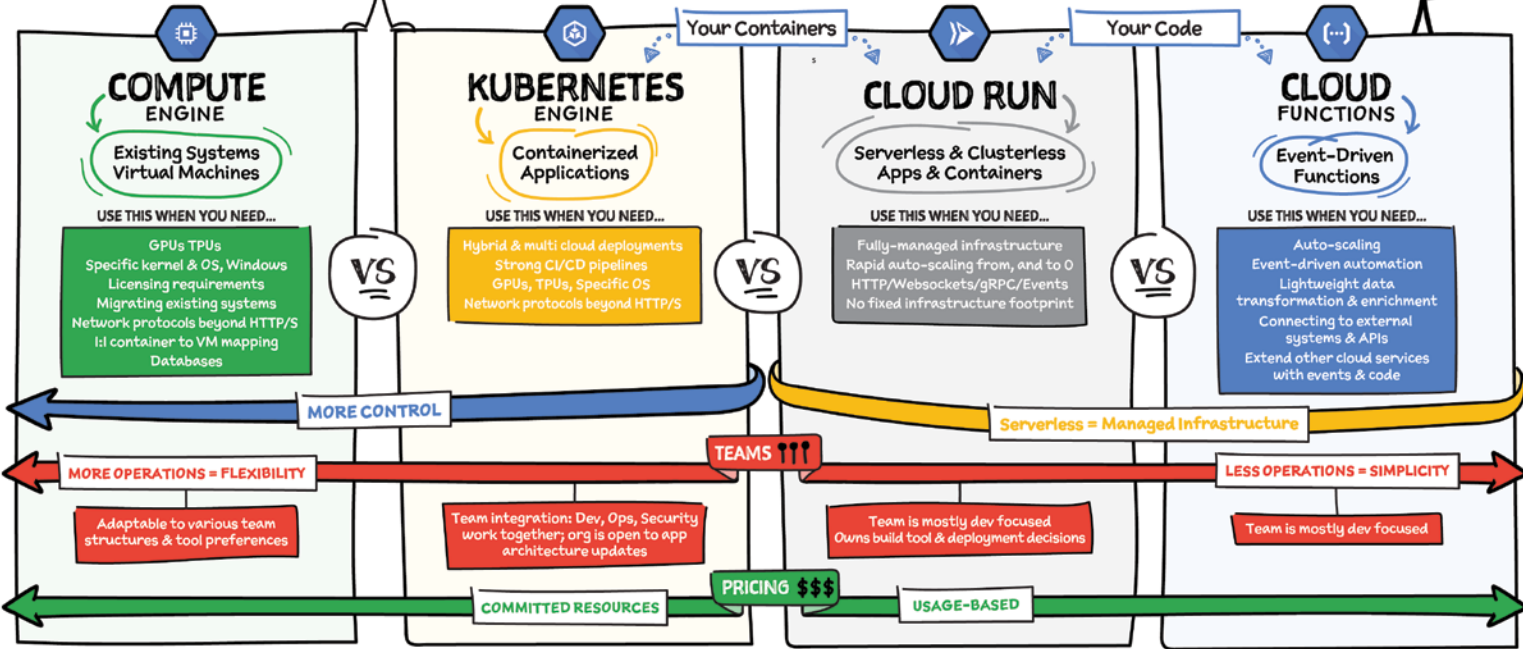 Your Containers
Your Code
COMPUTE
ENGINE
Existing Systems
Virtual Machines
USE THIS WHEN YOU NEED...
GPUs TPUs
Specific kernel & OS, Windows
Licensing requirements
Migrating existing systems
Network protocols beyond HTTP/S
1:1 container to VM mapping
Databases
VS
KUBERNETES
ENGINE
Containerized
Applications
USE THIS WHEN YOU NEED...
Hybrid & multi cloud deployments
Strong CI/CD pipelines
GPUs, TPUs, Specific OS
Network protocols beyond HTTP/S
VS
s
CLOUD RUN
Serverless & Clusterless
Apps & Containers
USE THIS WHEN YOU NEED...
Fully-managed infrastructure
Rapid auto-scaling from, and to 0
HTTP/Websockets/gRPC/Events
No fixed infrastructure footprint
VS
CLOUD
FUNCTIONS
Event-Driven
Functions
USE THIS WHEN YOU NEED...
Auto-scaling
Event-driven automation
Lightweight data
transformation & enrichment
Connecting to external
systems & APIs
Extend other cloud services
with events & code
MORE CONTROL
Serverless = Managed Infrastructure
TEAMS
MORE OPERATIONS = FLEXIBILITY
LESS OPERATIONS = SIMPLICITY
Adaptable to various team
structures & tool preferences
Team integration: Dev, Ops, Security
work together; org is open to app
architecture updates
Team is mostly dev focused
Owns build tool & deployment decisions
Team is mostly dev focused
PRICING $$$
COMMITTED RESOURCES
USAGE-BASED